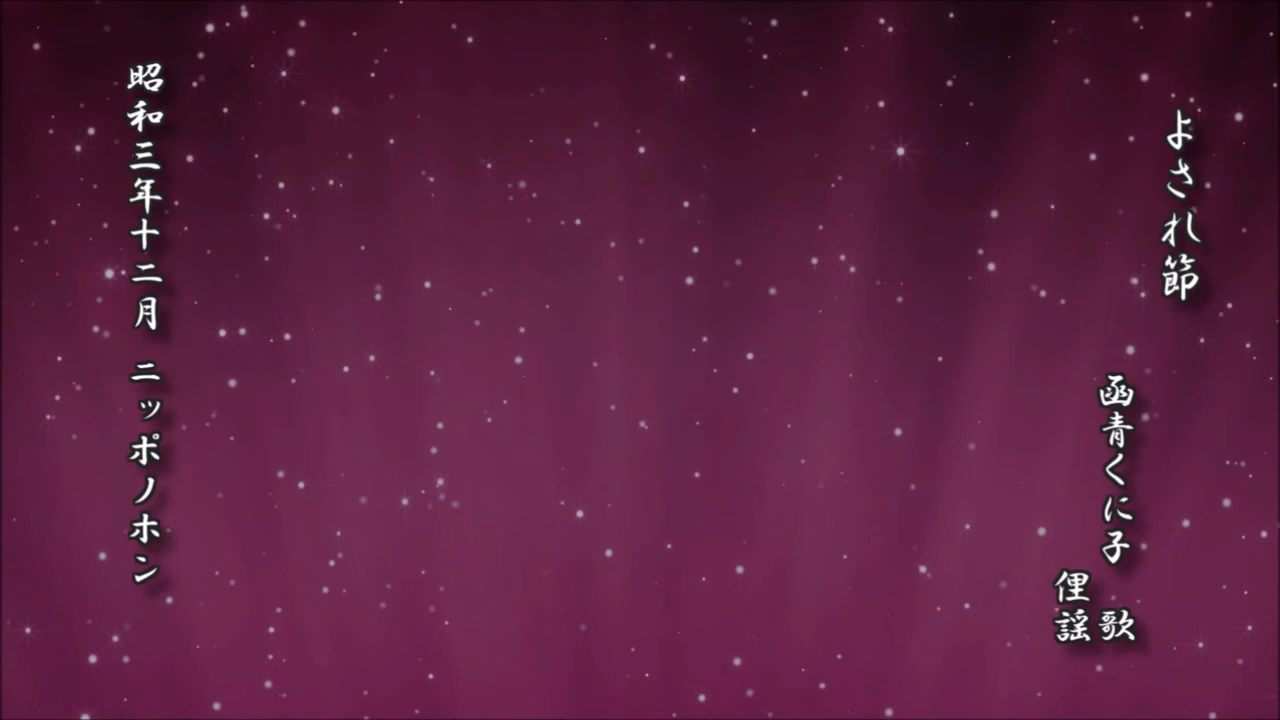 よされ節
函青くに子 歌
俚謡
昭和三年十二月 ニッポノホン